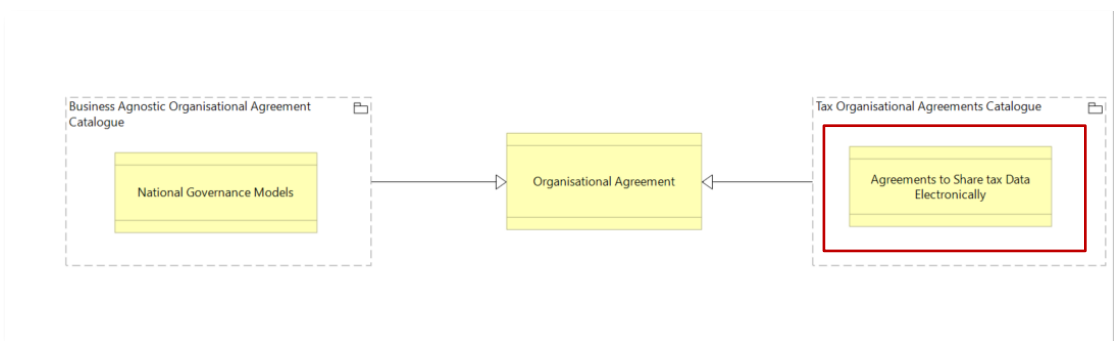 Business Agnostic Organisational Agreement
Catalogue
National Governance Models
Organisational Agreement
Tax Organisational Agreements Catalogue
Agreements to Share tax Data
Electronically